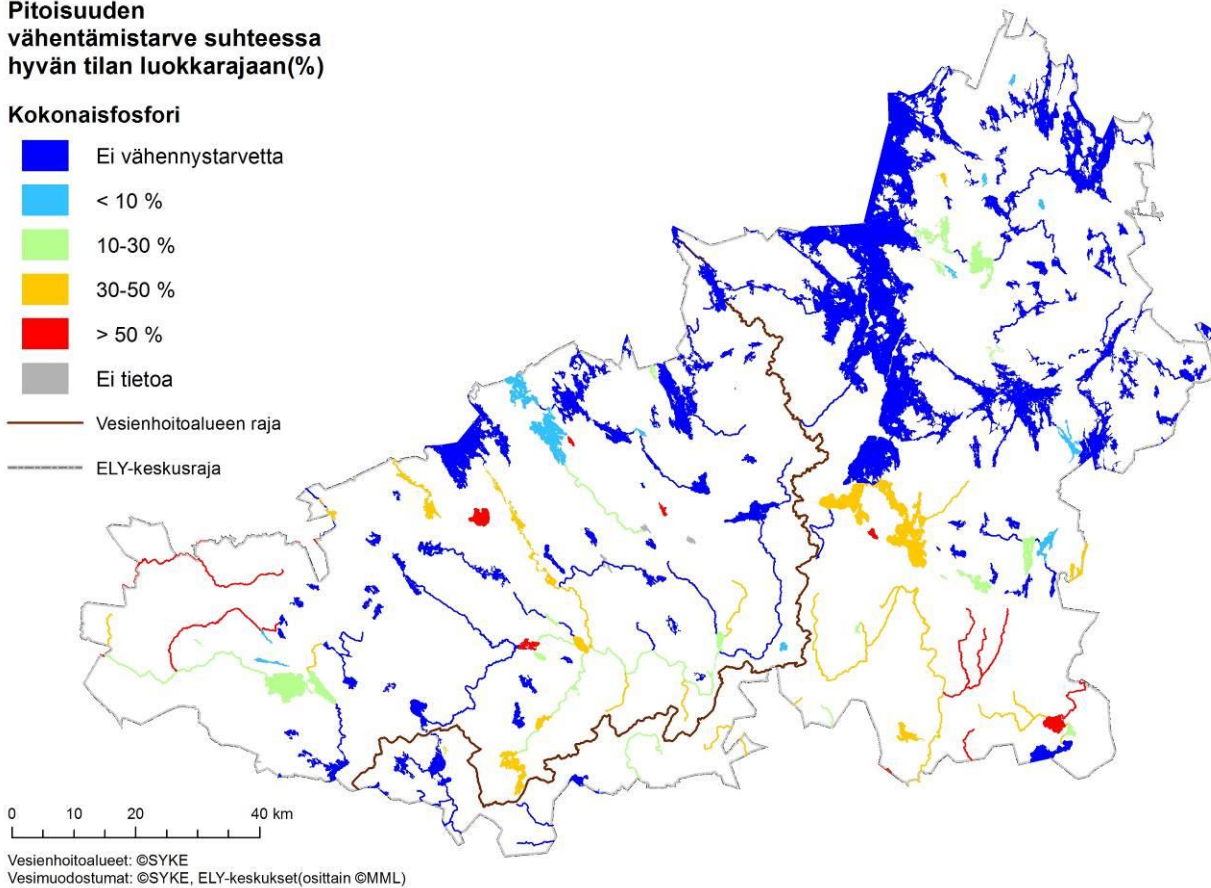 Pitoisuuden
vähentämistarve suhteessa
hyvän tilan luokkarajaan(%)
Kokonaisfosfori
Ei vähennystarvetta
< 10 %
10-30 %
30-50 %
> 50 %
Ei tietoa
Vesienhoitoalueen raja
ELY-keskusraja
0 10 20 40 km
Vesienhoitoalueet: ©SYKE
Vesimuodostumat: ©SYKE, ELY-keskukset(osittain ©MML)